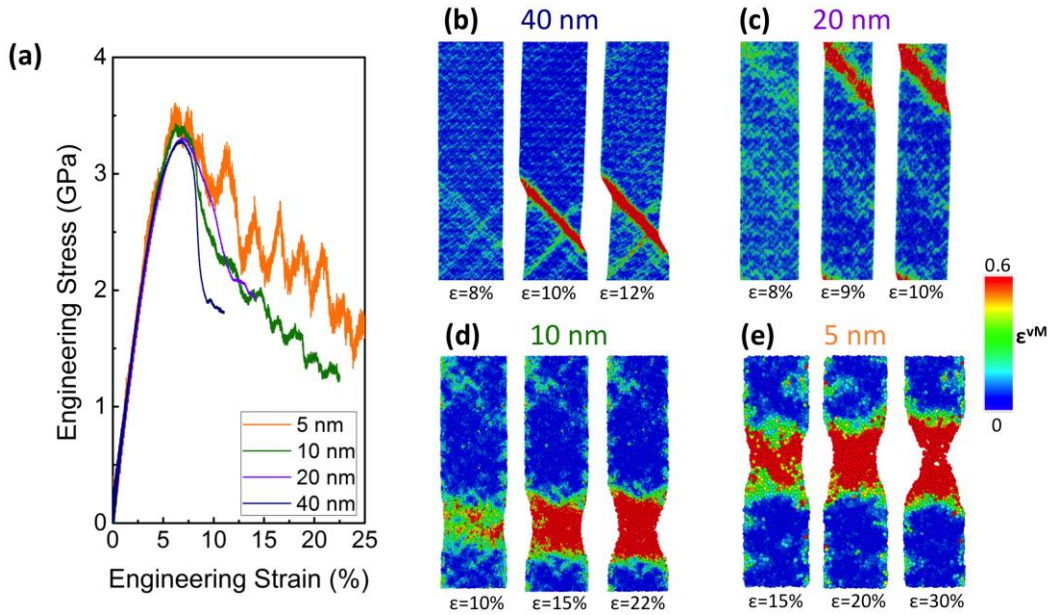 (a)
4
3
2
1
0
Engineering Stress (GPa)
5 nm
10 nm
20 nm
40 nm
0 5 10 15 20 25
Engineering Strain (%)
(b) 40 nm
ε=8% ε=10% ε=12%
(c) 20 nm
ε=8% ε=9% ε=10%
(d) 10 nm
ε=10% ε=15% ε=22%
(e) 5 nm
ε=15% ε=20% ε=30%
0.6
εᵛᴹ
0